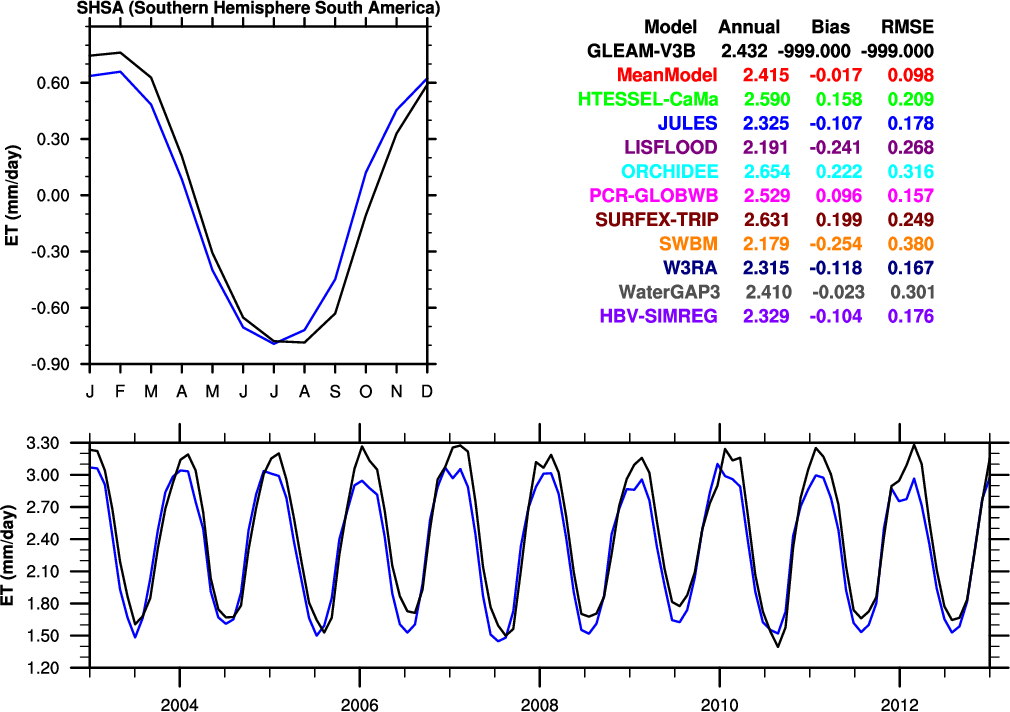 SHSA (Southern Hemisphere South America)
ET (mm/day)
0.60
0.30
0.00
-0.30
-0.60
-0.90
J F M A M J J A S O N D
Model Annual Bias RMSE
GLEAM-V3B 2.432 -999.000 -999.000
MeanModel 2.415 -0.017 0.098
HTESSEL-CaMa 2.590 0.158 0.209
JULES 2.325 -0.107 0.178
LISFLOOD 2.191 -0.241 0.268
ORCHIDEE 2.654 0.222 0.316
PCR-GLOBWB 2.529 0.096 0.157
SURFEX-TRIP 2.631 0.199 0.249
SWBM 2.179 -0.254 0.380
W3RA 2.315 -0.118 0.167
WaterGAP3 2.410 -0.023 0.301
HBV-SIMREG 2.329 -0.104 0.176
ET (mm/day)
3.30
3.00
2.70
2.40
2.10
1.80
1.50
1.20
2004 2006 2008 2010 2012